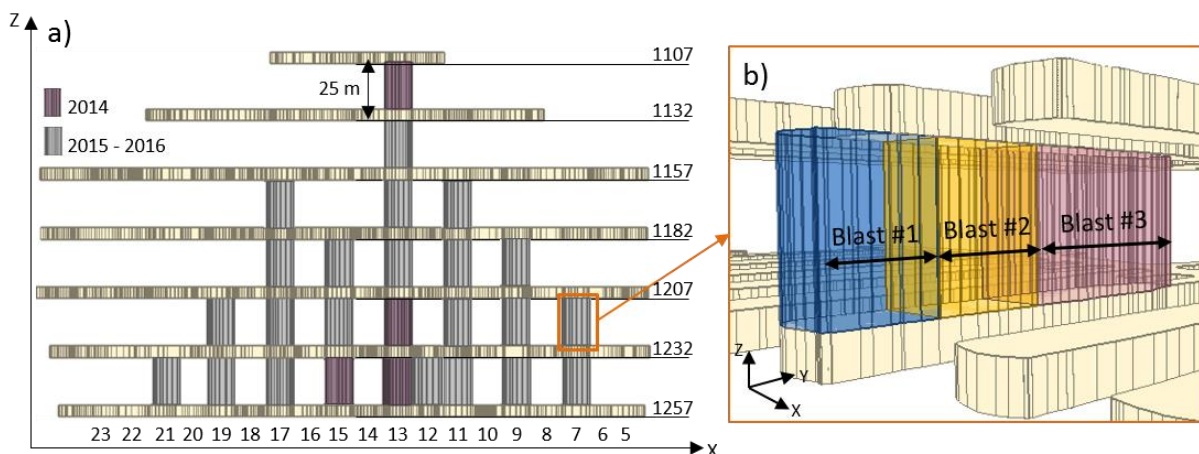 Z
a)
2014
2015 - 2016
25 m
1107
1132
1157
1182
1207
1232
1257
23 22 21 20 19 18 17 16 15 14 13 12 11 10 9 8 7 6 5
X
b)
Blast #1
Blast #2
Blast #3
Z
Y
X